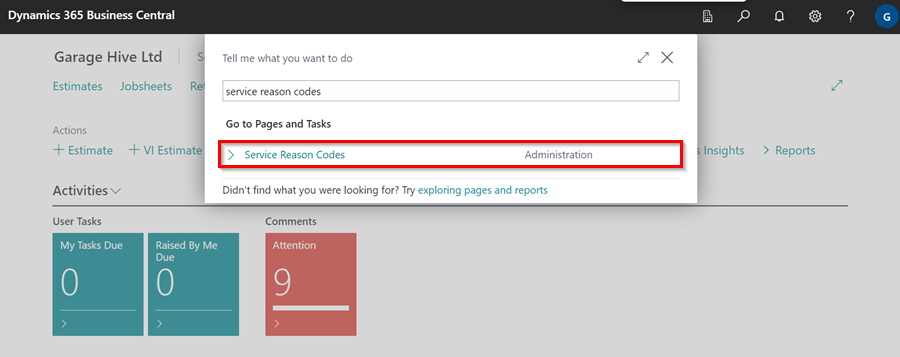 Dynamics 365 Business Central
G
Garage Hive Ltd
Tell me what you want to do
Estimates Jobsheets
service reason codes
Go to Pages and Tasks
Service Reason Codes Administration
Didn't find what you were looking for? Try exploring pages and reports
Actions
+ Estimate + VI Estimate Insights > Reports
Activities
User Tasks Comments
My Tasks Due Raised By Me Due Attention
0 0 9